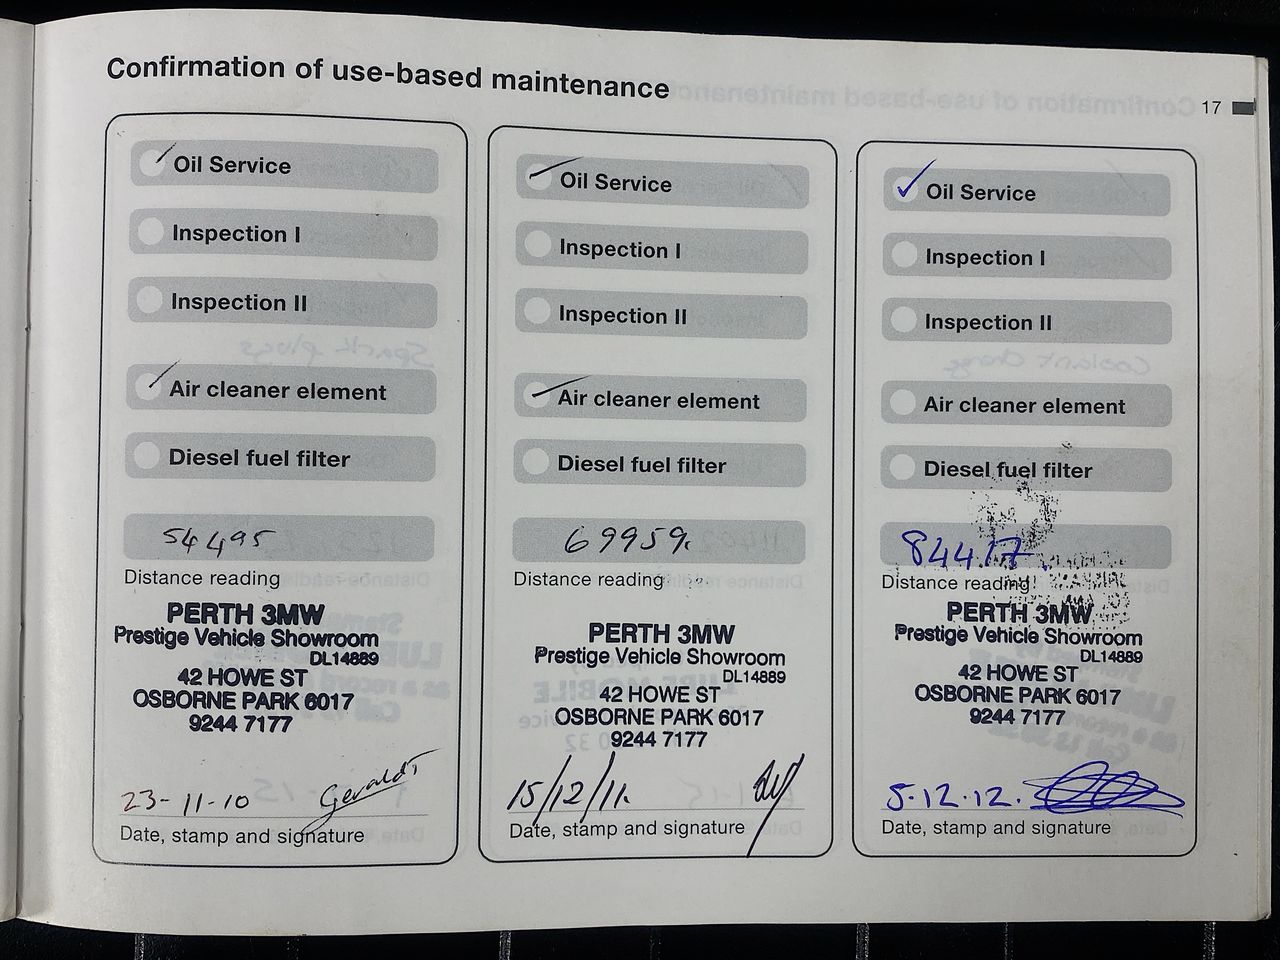 Confirmation of use-based maintenance
17
Oil Service
Inspection I
Inspection II
Air cleaner element
Diesel fuel filter
54495
Distance reading
PERTH 3MW
Prestige Vehicle Showroom
DL14889
42 HOWE ST
OSBORNE PARK 6017
9244 7177
23-11-10 Geraldi
Date, stamp and signature
Oil Service
Inspection I
Inspection II
Air cleaner element
Diesel fuel filter
69959.
Distance reading
PERTH 3MW
Prestige Vehicle Showroom
DL14889
42 HOWE ST
OSBORNE PARK 6017
9244 7177
15/12/11.
Date, stamp and signature
Oil Service
Inspection I
Inspection II
Air cleaner element
Diesel fuel filter
84417.
Distance reading
PERTH 3MW
Prestige Vehicle Showroom
DL14889
42 HOWE ST
OSBORNE PARK 6017
9244 7177
5.12.12.
Date, stamp and signature